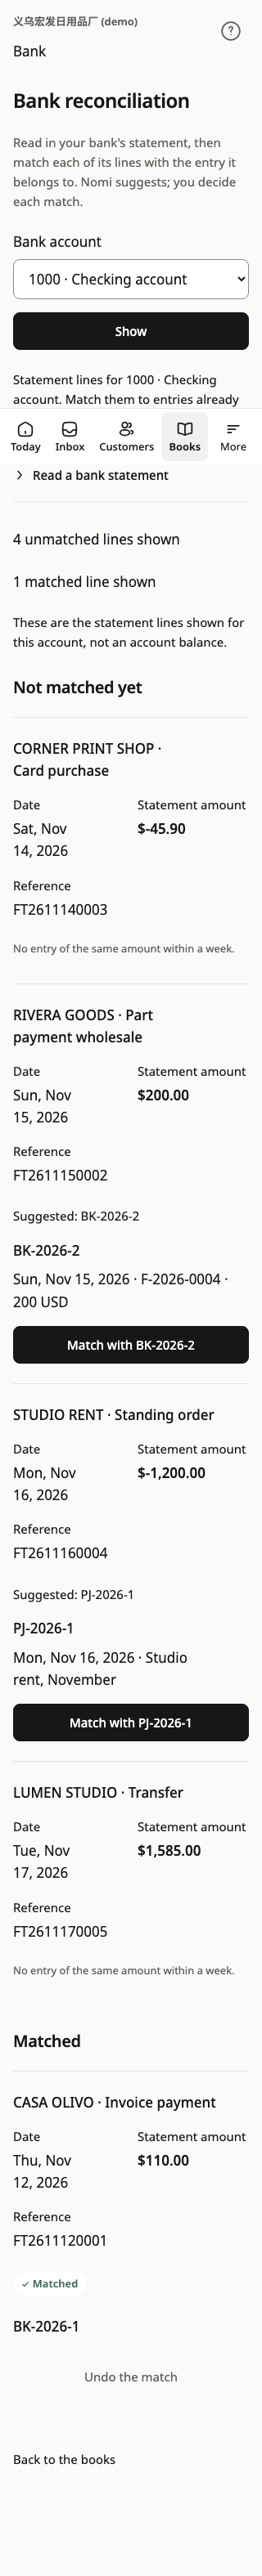 义乌宏发日用品厂 (demo)
Bank
Bank reconciliation
Read in your bank's statement, then
match each of its lines with the entry it
belongs to. Nomi suggests; you decide
each match.
Bank account
1000 · Checking account
Show
Statement lines for 1000 · Checking
account. Match them to entries already
Today
Inbox
Customers
Books
More
Read a bank statement
4 unmatched lines shown
1 matched line shown
These are the statement lines shown for
this account, not an account balance.
Not matched yet
CORNER PRINT SHOP ·
Card purchase
Date
Statement amount
Sat, Nov
14, 2026
$-45.90
Reference
FT2611140003
No entry of the same amount within a week.
RIVERA GOODS · Part
payment wholesale
Date
Statement amount
Sun, Nov
15, 2026
$200.00
Reference
FT2611150002
Suggested: BK-2026-2
BK-2026-2
Sun, Nov 15, 2026 · F-2026-0004 ·
200 USD
Match with BK-2026-2
STUDIO RENT · Standing order
Date
Statement amount
Mon, Nov
16, 2026
$-1,200.00
Reference
FT2611160004
Suggested: PJ-2026-1
PJ-2026-1
Mon, Nov 16, 2026 · Studio
rent, November
Match with PJ-2026-1
LUMEN STUDIO · Transfer
Date
Statement amount
Tue, Nov
17, 2026
$1,585.00
Reference
FT2611170005
No entry of the same amount within a week.
Matched
CASA OLIVO · Invoice payment
Date
Statement amount
Thu, Nov
12, 2026
$110.00
Reference
FT2611120001
✓ Matched
BK-2026-1
Undo the match
Back to the books